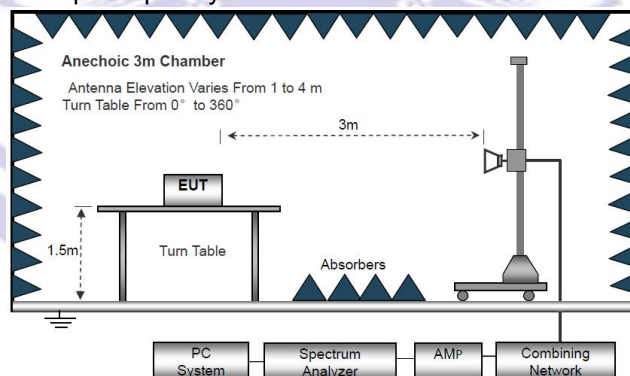 Anechoic 3m Chamber
Antenna Elevation Varies From 1 to 4 m
Turn Table From 0° to 360°
3m
EUT
1.5m
Turn Table
Absorbers
PC
System
Spectrum
Analyzer
AMP
Combining
Network